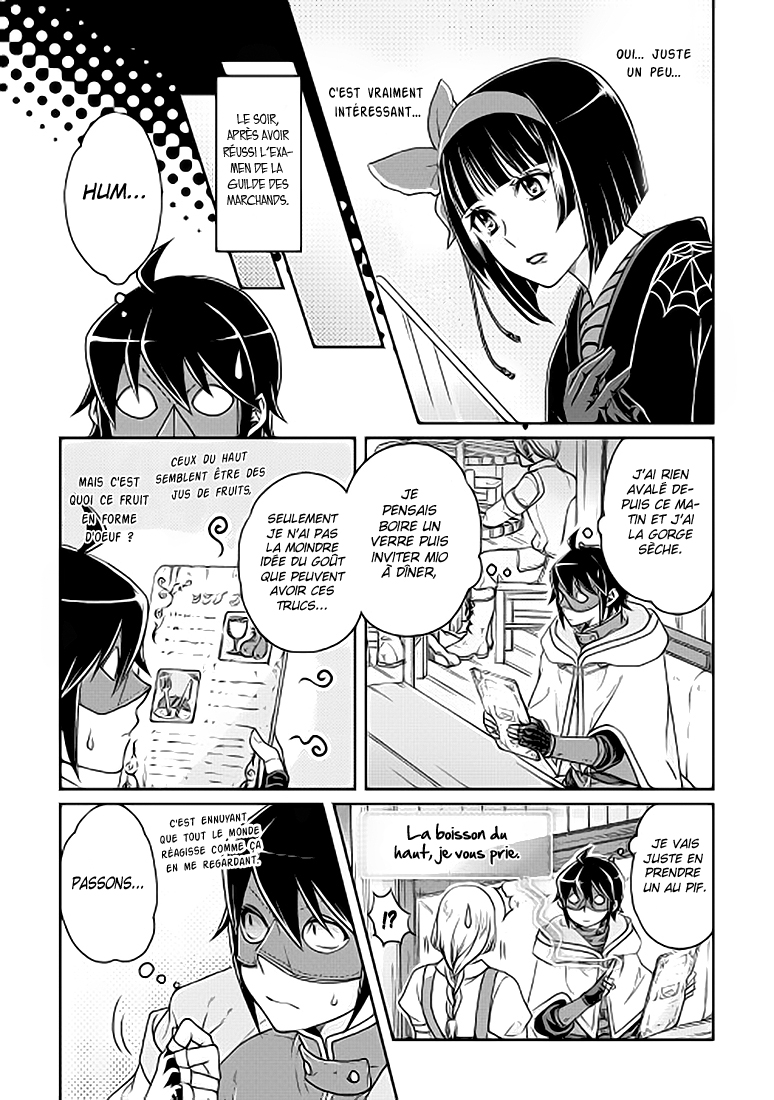 OUI... JUSTE
UN PEU...
C'EST VRAIMENT
INTÉRESSANT...
LE SOIR,
APRÈS AVOIR
RÉUSSI L'EXA-
MEN DE LA
GUILDE DES
MARCHANDS.
HUM...
J'AI RIEN
AVALÉ DE-
PUIS CE MA-
TIN ET J'AI
LA GORGE
SÈCHE.
JE
PENSAIS
BOIRE UN
VERRE PUIS
INVITER MIO
À DÎNER,
SEULEMENT
JE N'AI PAS
LA MOINDRE
IDÉE DU GOÛT
QUE PEUVENT
AVOIR CES
TRUCS...
CEUX DU HAUT
SEMBLENT ÊTRE DES
JUS DE FRUITS.
MAIS C'EST
QUOI CE FRUIT
EN FORME
D'OEUF ?
JE VAIS
JUSTE EN
PRENDRE
UN AU PIF.
La boisson du
haut, je vous prie.
!?
C'EST ENNUYANT
QUE TOUT LE MONDE
RÉAGISSE COMME ÇA
EN ME REGARDANT.
PASSONS...